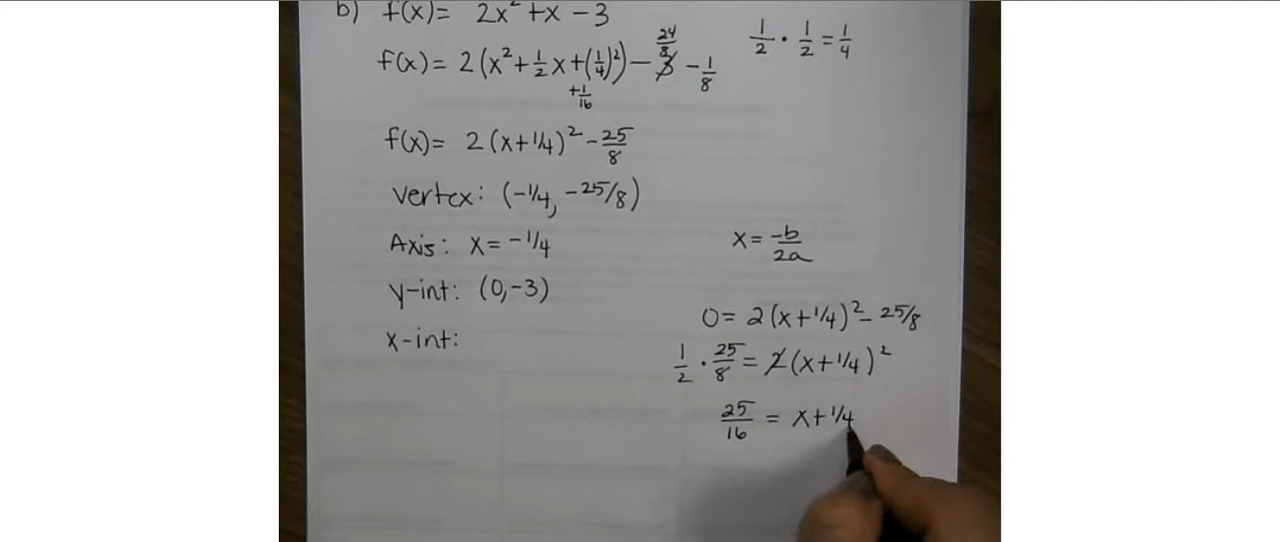 b) f(x) = 2x² + x - 3
f(x) = 2(x² + 1/2 x + (1/4)²) - 3 24/8 - 1/8
+1/16
1/2 · 1/2 = 1/4
f(x) = 2(x + 1/4)² - 25/8
vertex: (-1/4, -25/8)
Axis: x = -1/4
y-int: (0, -3)
x-int:
x = -b/2a
0 = 2(x + 1/4)² - 25/8
1/2 · 25/8 = 2(x + 1/4)²
25/16 = x + 1/4